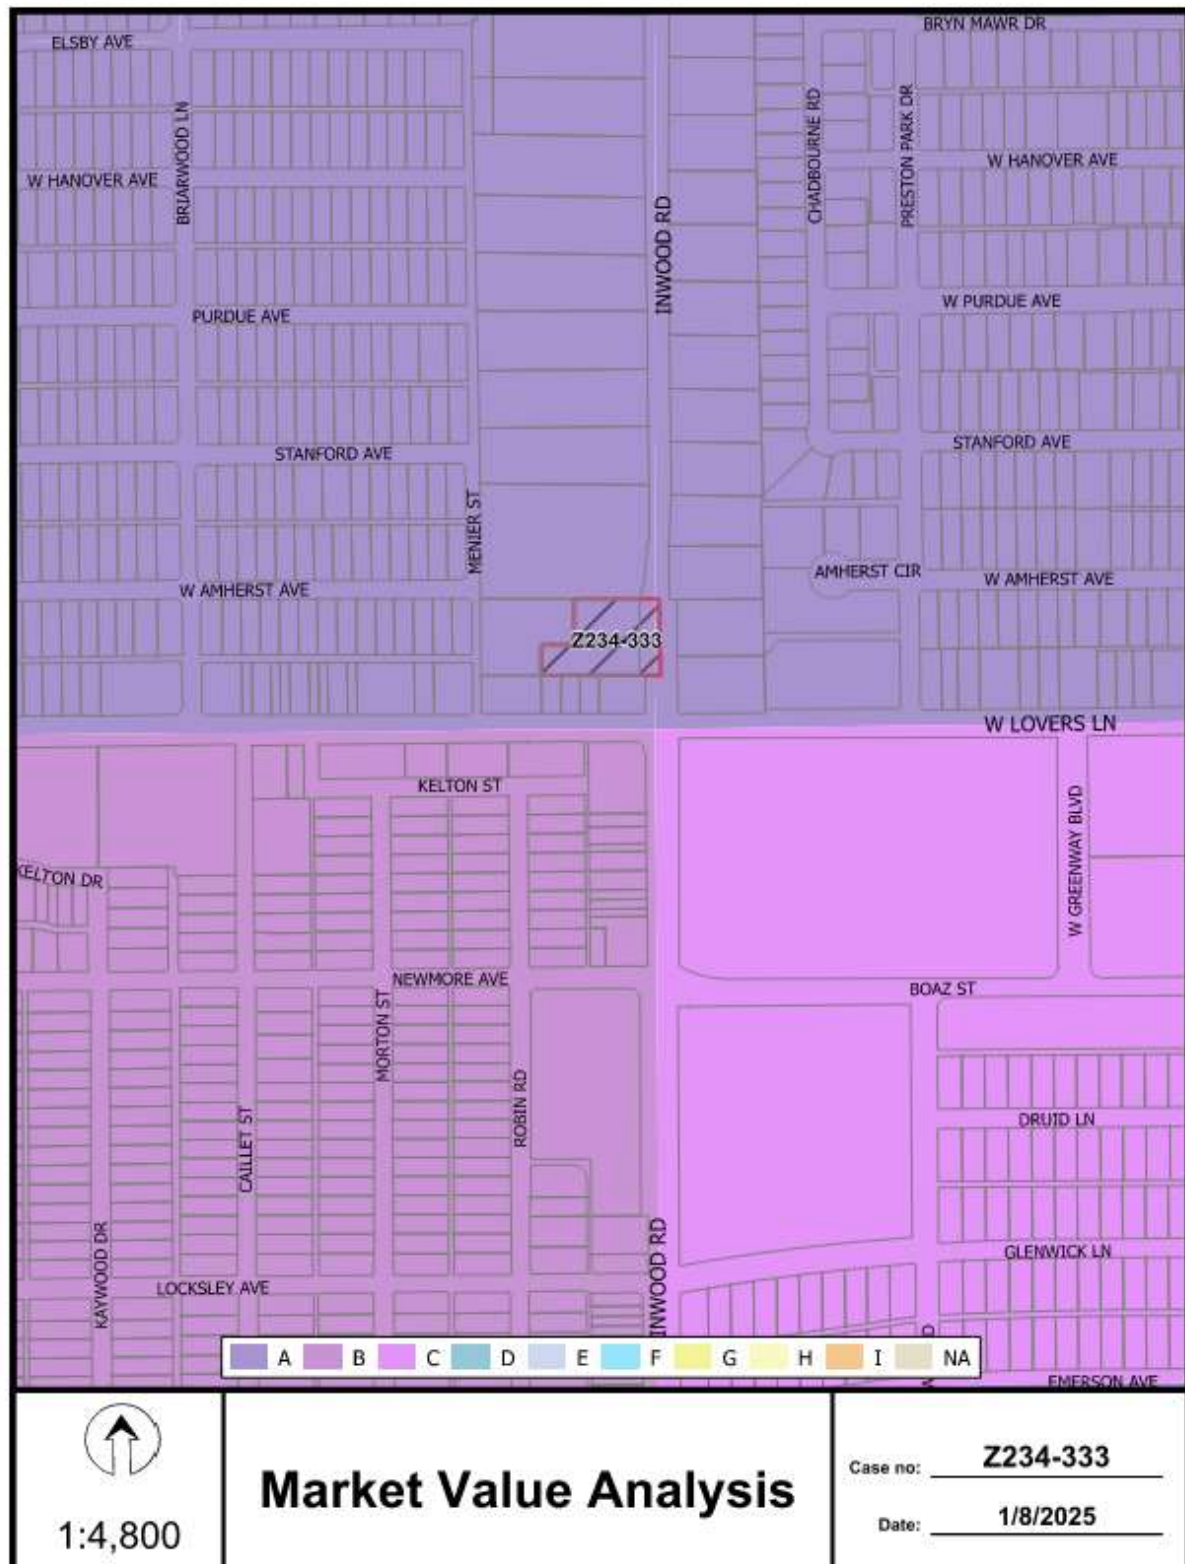 BRYN MAWR DR
ELSBY AVE
BRIARWOOD LN
CHADBOURNE RD
PRESTON PARK DR
W HANOVER AVE
W HANOVER AVE
INWOOD RD
W PURDUE AVE
PURDUE AVE
STANFORD AVE
STANFORD AVE
MENIER ST
AMHERST CIR
W AMHERST AVE
W AMHERST AVE
Z234-333
W LOVERS LN
KELTON ST
W GREENWAY BLVD
KELTON DR
NEWMORE AVE
BOAZ ST
MORTON ST
ROBIN RD
CAILLET ST
DRUID LN
KAYWOOD DR
INWOOD RD
GLENWICK LN
LOCKSLEY AVE
A B C D E F G H I NA
EMERSON AVE
1:4,800
Market Value Analysis
Case no: Z234-333
Date: 1/8/2025